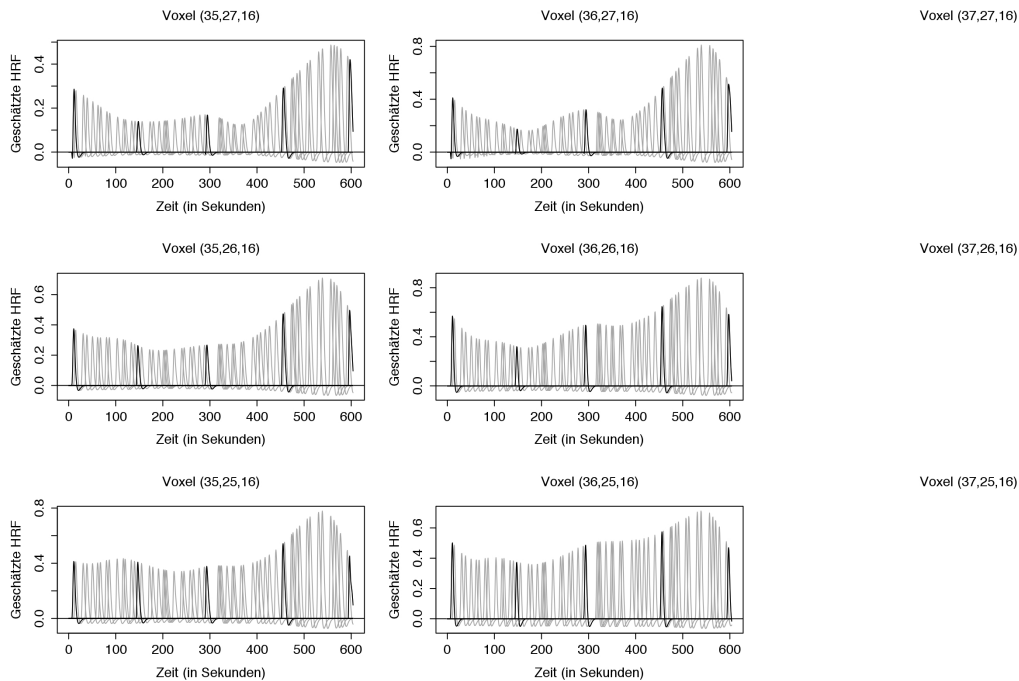 Voxel (35,27,16) Voxel (36,27,16) Voxel (37,27,16)
Geschätzte HRF 0.0 0.2 0.4 Geschätzte HRF 0.0 0.4 0.8
0 100 200 300 400 500 600 0 100 200 300 400 500 600
Zeit (in Sekunden) Zeit (in Sekunden)
Voxel (35,26,16) Voxel (36,26,16) Voxel (37,26,16)
Geschätzte HRF 0.0 0.2 0.4 0.6 Geschätzte HRF 0.0 0.4 0.8
0 100 200 300 400 500 600 0 100 200 300 400 500 600
Zeit (in Sekunden) Zeit (in Sekunden)
Voxel (35,25,16) Voxel (36,25,16) Voxel (37,25,16)
Geschätzte HRF 0.0 0.4 0.8 Geschätzte HRF 0.0 0.2 0.4 0.6
0 100 200 300 400 500 600 0 100 200 300 400 500 600
Zeit (in Sekunden) Zeit (in Sekunden)